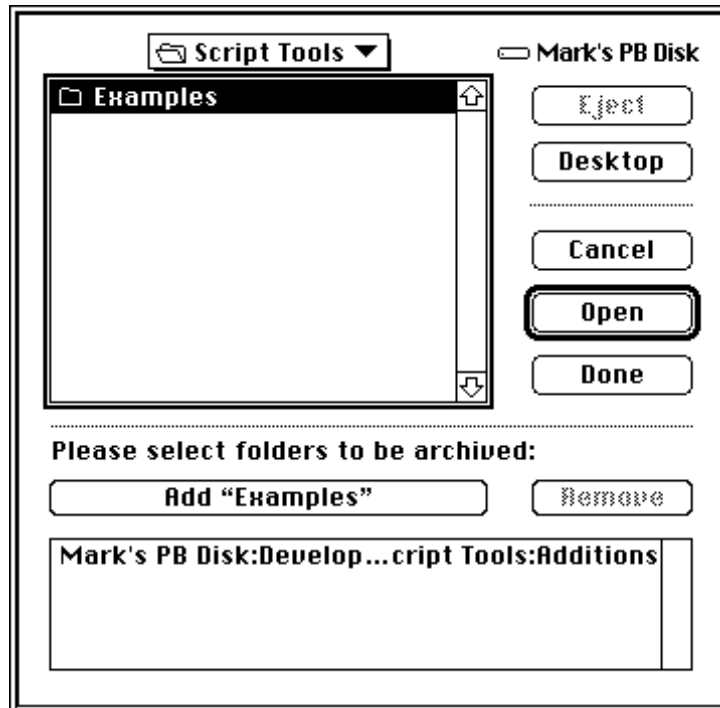 Script Tools
Mark's PB Disk
Examples
Eject
Desktop
Cancel
Open
Done
Please select folders to be archived:
Add “Examples”
Remove
Mark's PB Disk:Develop...cript Tools:Additions